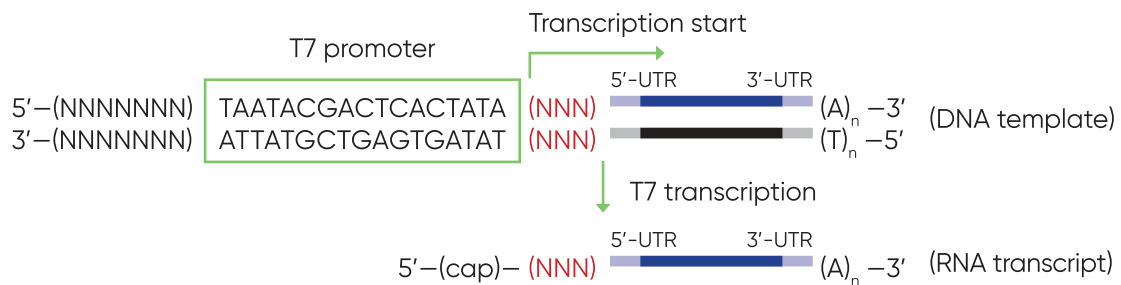 Transcription start
T7 promoter
5′-UTR 3′-UTR
5′–(NNNNNNN) TAATACGACTCACTATA (NNN) (A)n –3′
3′–(NNNNNNN) ATTATGCTGAGTGATAT (NNN) (T)n –5′
(DNA template)
T7 transcription
5′-UTR 3′-UTR
5′–(cap)– (NNN) (A)n –3′ (RNA transcript)